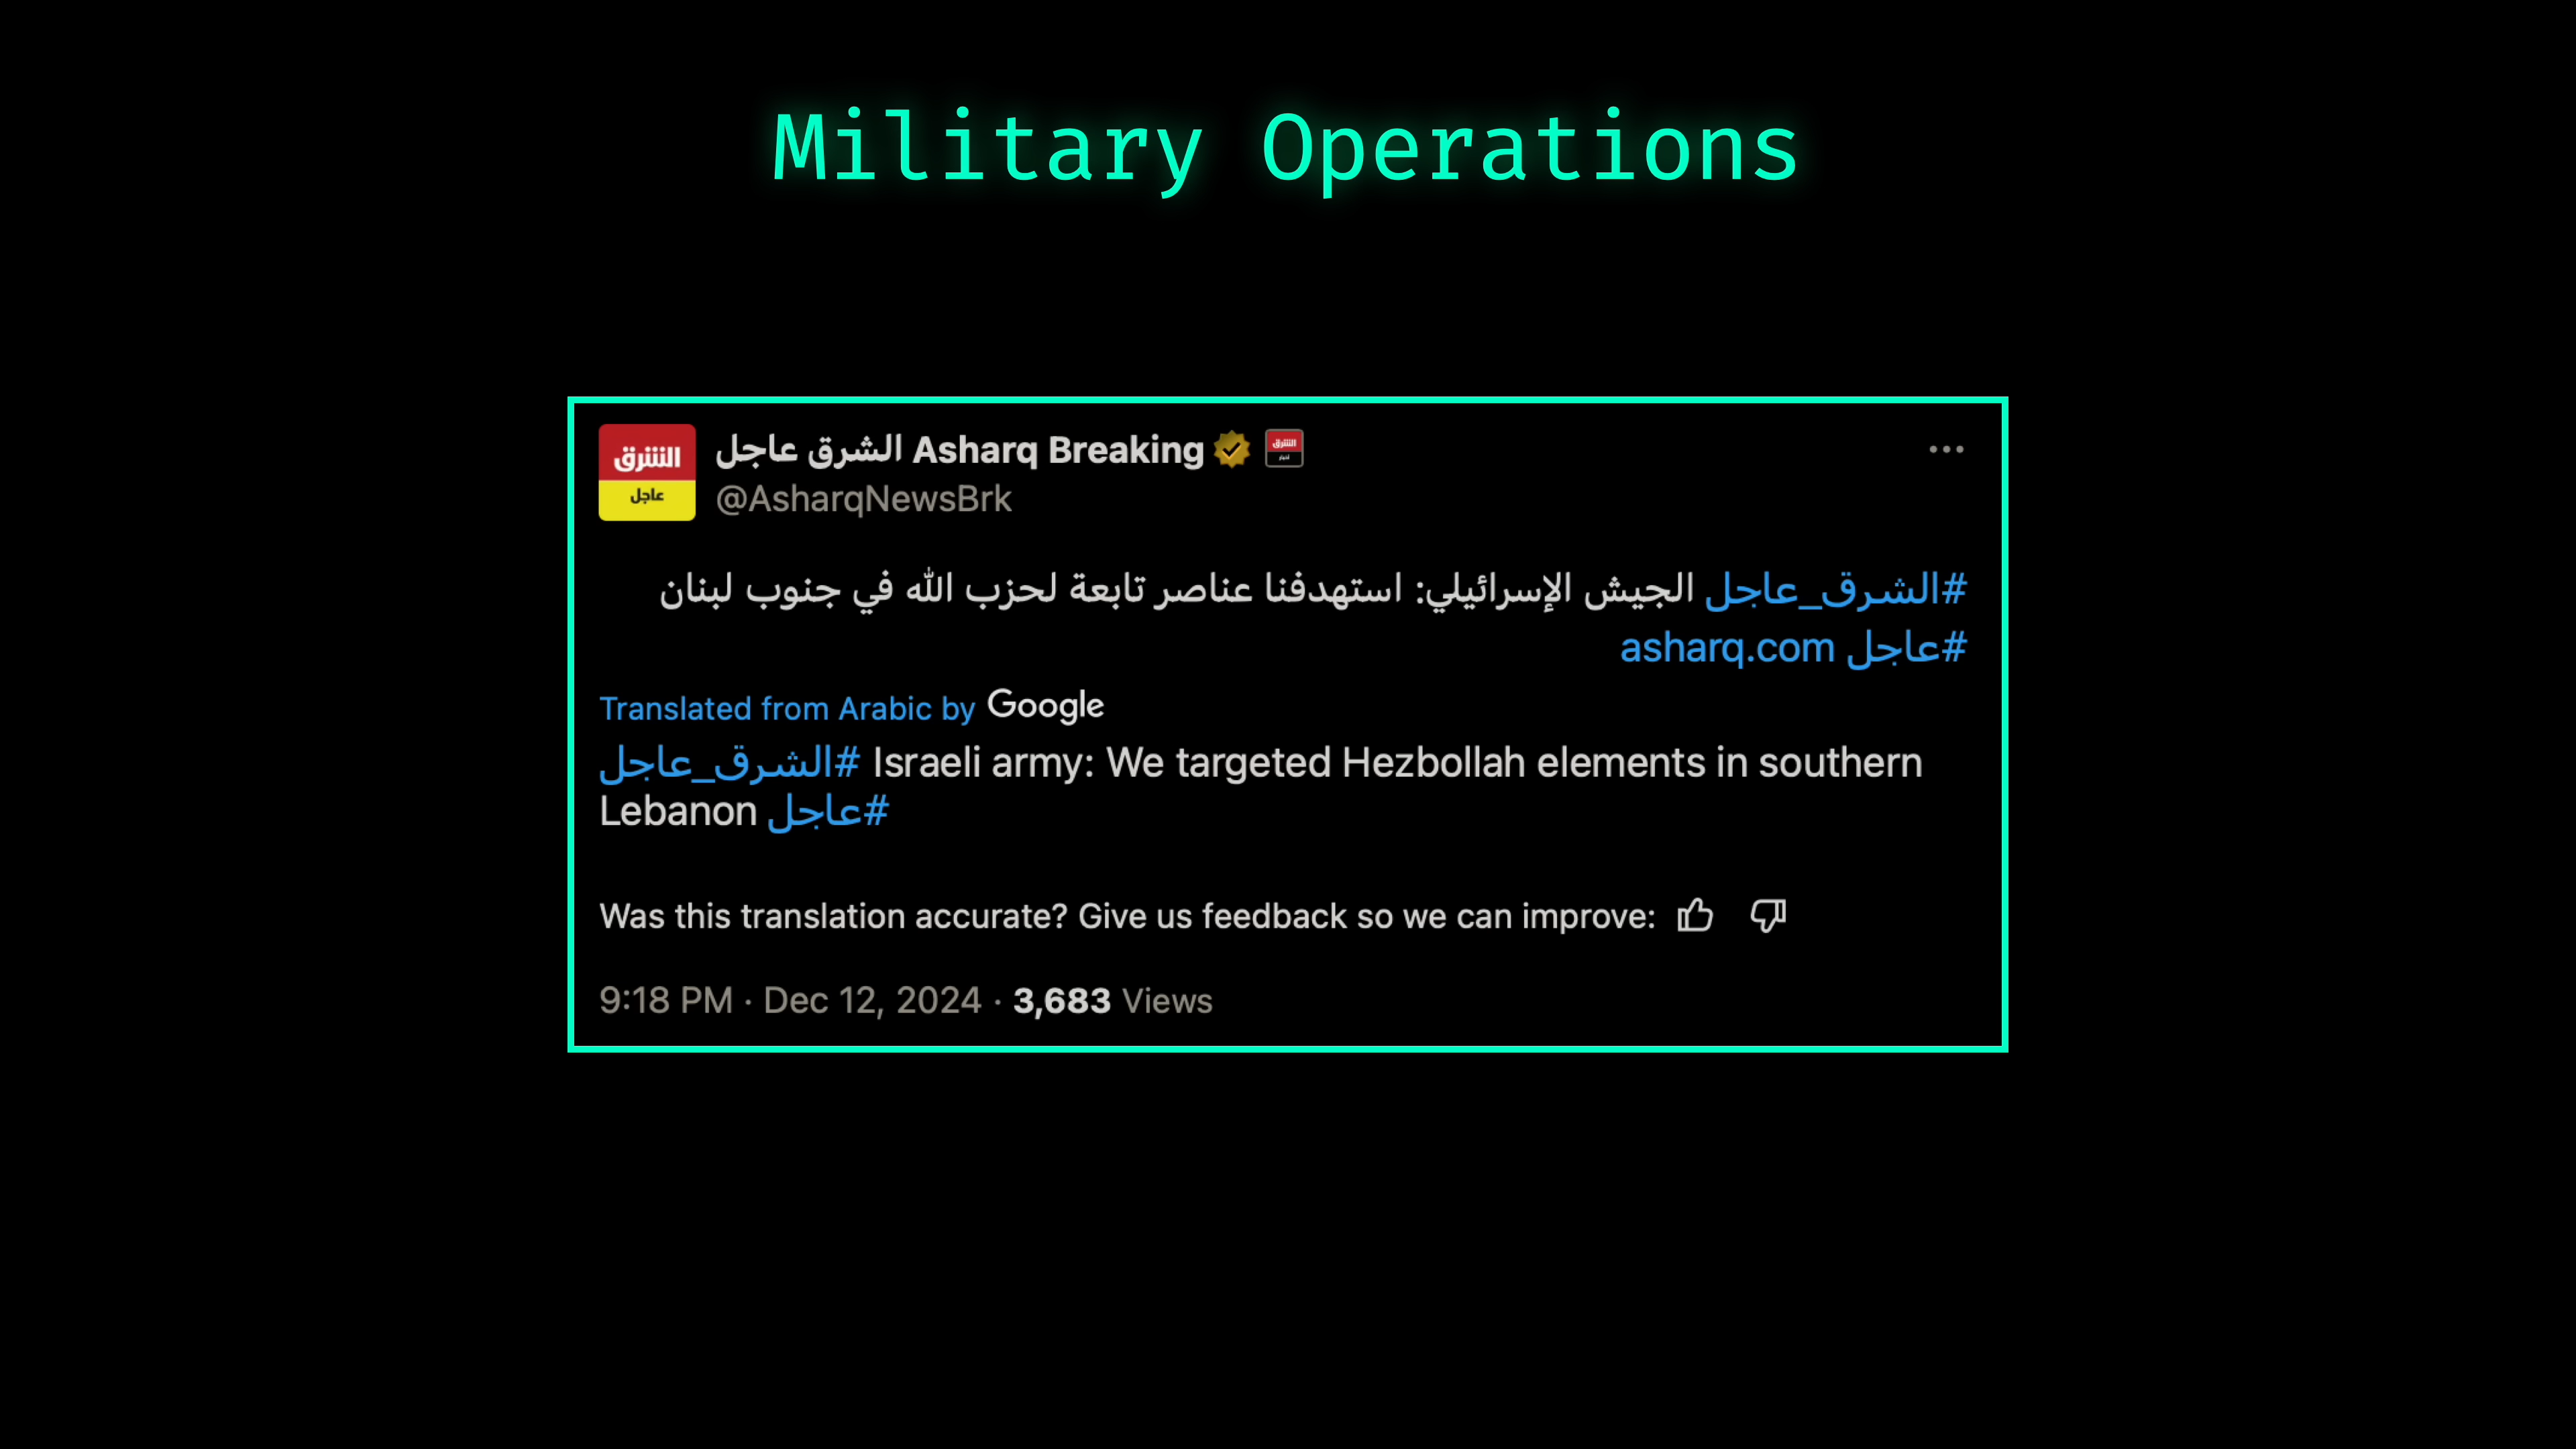 Military Operations
الشرق
عاجل
الشرق عاجل Asharq Breaking
الشرق
@AsharqNewsBrk
#الشرق_عاجل الجيش الإسرائيلي: استهدفنا عناصر تابعة لحزب الله في جنوب لبنان
#عاجل asharq.com
Translated from Arabic by Google
#الشرق_عاجل Israeli army: We targeted Hezbollah elements in southern
Lebanon #عاجل
Was this translation accurate? Give us feedback so we can improve:
9:18 PM · Dec 12, 2024 · 3,683 Views